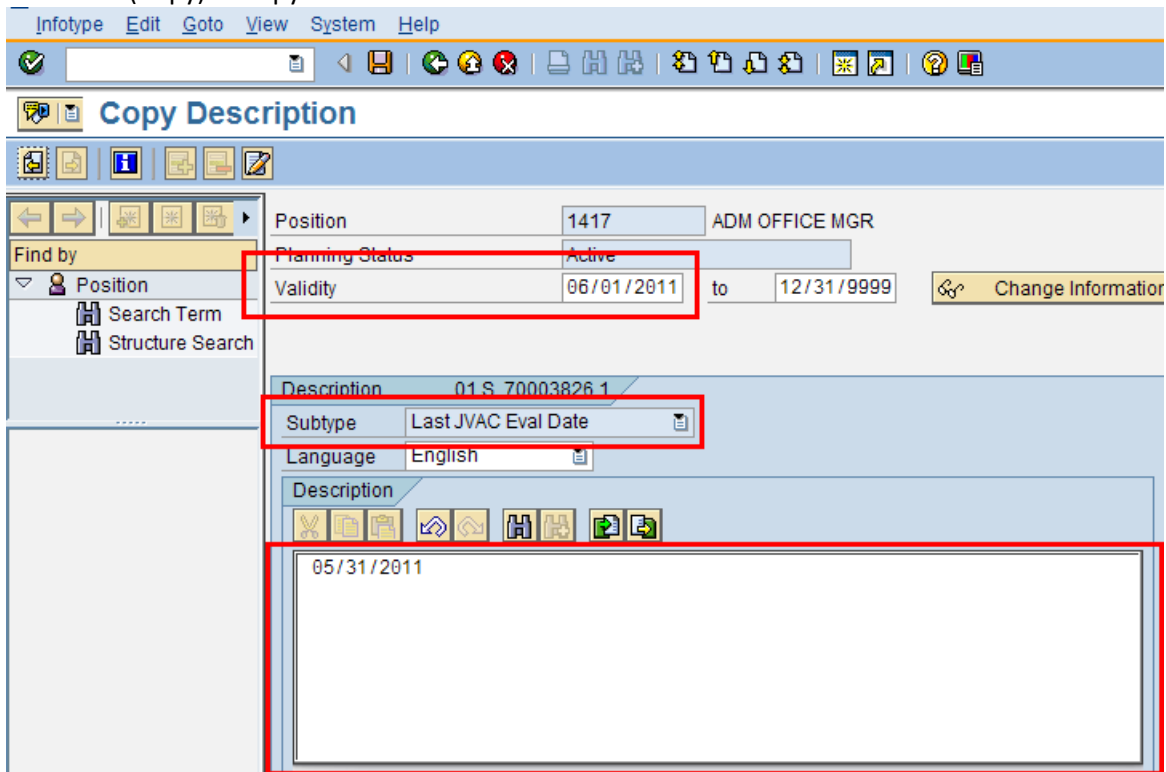 Infotype Edit Goto View System Help
Copy Description
Position 1417 ADM OFFICE MGR
Find by
Planning Status Active
Position
Validity 06/01/2011 to 12/31/9999 Change Information
Search Term
Structure Search
Description 01 S 70003826 1
Subtype Last JVAC Eval Date
Language English
Description
05/31/2011